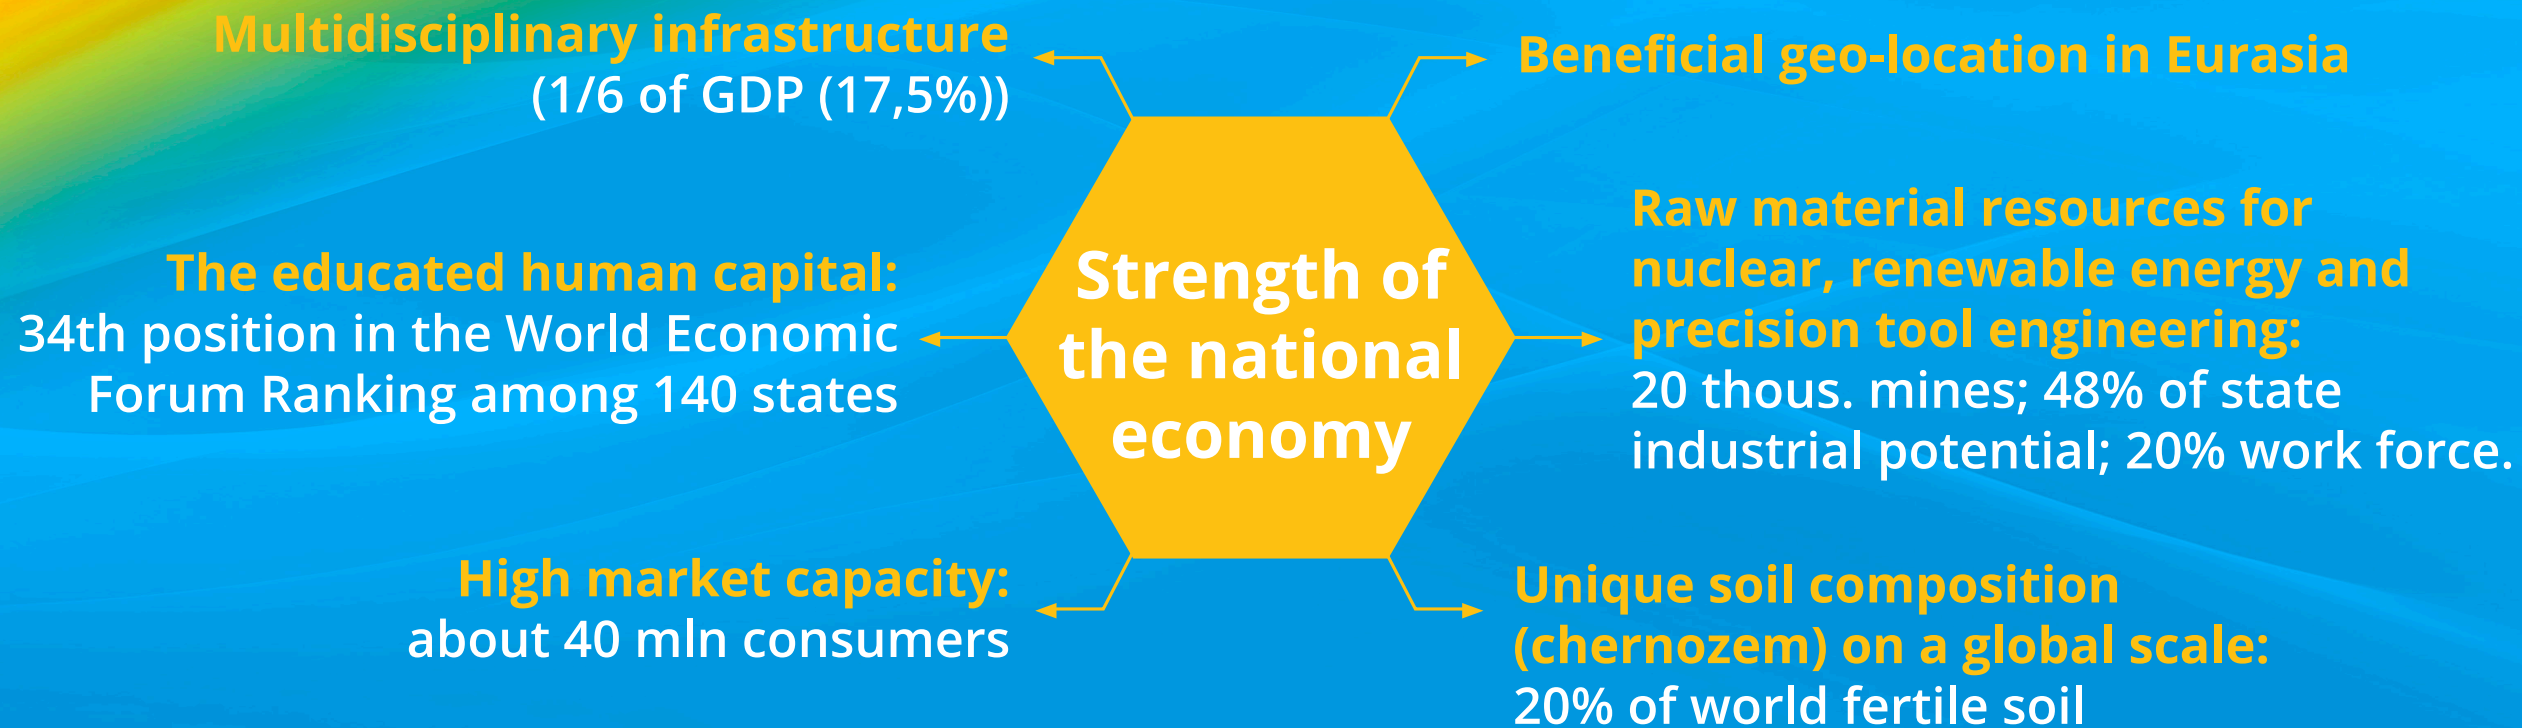 Multidisciplinary infrastructure
(1/6 of GDP (17,5%))
The educated human capital:
34th position in the World Economic
Forum Ranking among 140 states
High market capacity:
about 40 mln consumers
Strength of
the national
economy
Beneficial geo-location in Eurasia
Raw material resources for
nuclear, renewable energy and
precision tool engineering:
20 thous. mines; 48% of state
industrial potential; 20% work force.
Unique soil composition
(chernozem) on a global scale:
20% of world fertile soil